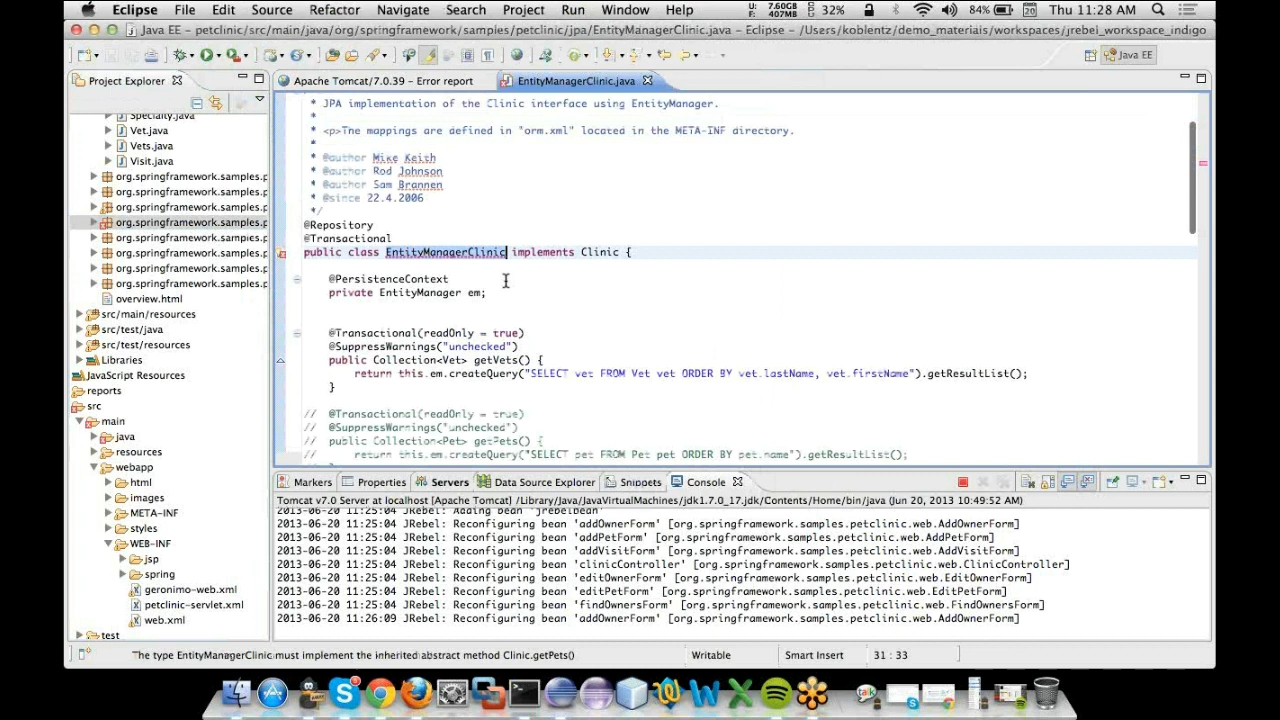 Eclipse File Edit Source Refactor Navigate Search Project Run Window Help U: 7.60GB F: 407MB 32% 84% 20 Thu 11:28 AM
Java EE - petclinic/src/main/java/org/springframework/samples/petclinic/jpa/EntityManagerClinic.java - Eclipse - /Users/koblentz/demo_materials/workspaces/jrebel_workspace_indigo
Java EE
Project Explorer
Apache Tomcat/7.0.39 - Error report
EntityManagerClinic.java
Specialty.java
Vet.java
Vets.java
Visit.java
org.springframework.samples.p
org.springframework.samples.p
org.springframework.samples.p
org.springframework.samples.p
org.springframework.samples.p
org.springframework.samples.p
org.springframework.samples.p
org.springframework.samples.p
overview.html
src/main/resources
src/test/java
src/test/resources
Libraries
JavaScript Resources
reports
src
main
java
resources
webapp
html
images
META-INF
styles
WEB-INF
jsp
spring
geronimo-web.xml
petclinic-servlet.xml
web.xml
test
* JPA implementation of the Clinic interface using EntityManager.
*
* <p>The mappings are defined in "orm.xml" located in the META-INF directory.
*
* @author Mike Keith
* @author Rod Johnson
* @author Sam Brannen
* @since 22.4.2006
*/
@Repository
@Transactional
public class EntityManagerClinic implements Clinic {
@PersistenceContext
private EntityManager em;
@Transactional(readOnly = true)
@SuppressWarnings("unchecked")
public Collection<Vet> getVets() {
return this.em.createQuery("SELECT vet FROM Vet vet ORDER BY vet.lastName, vet.firstName").getResultList();
}
// @Transactional(readOnly = true)
// @SuppressWarnings("unchecked")
// public Collection<Pet> getPets() {
// return this.em.createQuery("SELECT pet FROM Pet pet ORDER BY pet.name").getResultList();
Markers Properties Servers Data Source Explorer Snippets Console
Tomcat v7.0 Server at localhost [Apache Tomcat] /Library/Java/JavaVirtualMachines/jdk1.7.0_17.jdk/Contents/Home/bin/java (Jun 20, 2013 10:49:52 AM)
2013-06-20 11:25:04 JRebel: Adding bean 'jrebelbean'
2013-06-20 11:25:04 JRebel: Reconfiguring bean 'addOwnerForm' [org.springframework.samples.petclinic.web.AddOwnerForm]
2013-06-20 11:25:04 JRebel: Reconfiguring bean 'addPetForm' [org.springframework.samples.petclinic.web.AddPetForm]
2013-06-20 11:25:04 JRebel: Reconfiguring bean 'addVisitForm' [org.springframework.samples.petclinic.web.AddVisitForm]
2013-06-20 11:25:04 JRebel: Reconfiguring bean 'clinicController' [org.springframework.samples.petclinic.web.ClinicController]
2013-06-20 11:25:04 JRebel: Reconfiguring bean 'editOwnerForm' [org.springframework.samples.petclinic.web.EditOwnerForm]
2013-06-20 11:25:04 JRebel: Reconfiguring bean 'editPetForm' [org.springframework.samples.petclinic.web.EditPetForm]
2013-06-20 11:25:04 JRebel: Reconfiguring bean 'findOwnersForm' [org.springframework.samples.petclinic.web.FindOwnersForm]
2013-06-20 11:26:09 JRebel: Reconfiguring bean 'addOwnerForm' [org.springframework.samples.petclinic.web.AddOwnerForm]
The type EntityManagerClinic must implement the inherited abstract method Clinic.getPets() Writable Smart Insert 31 : 33
talk